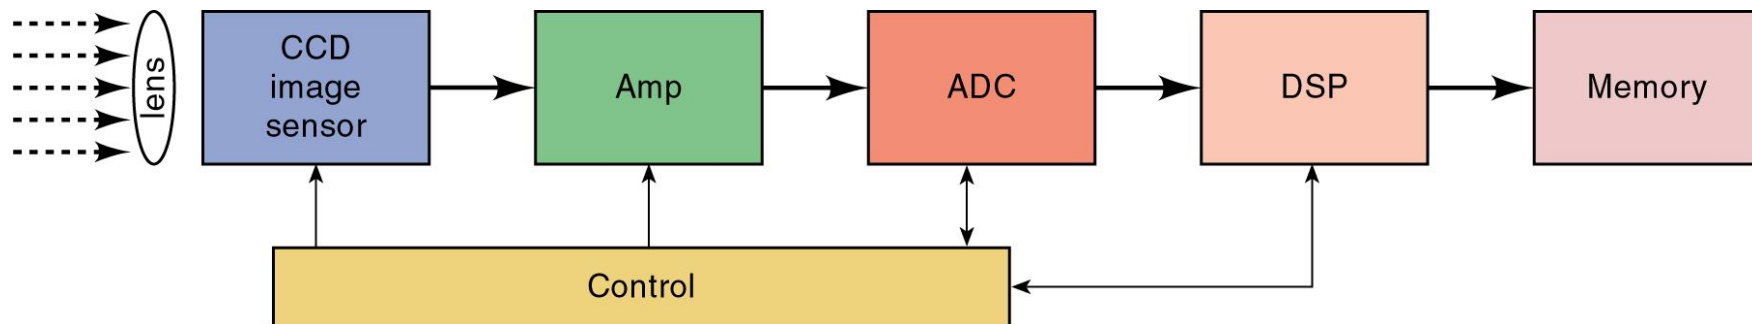 lens
CCD
image
sensor
Amp
ADC
DSP
Memory
Control